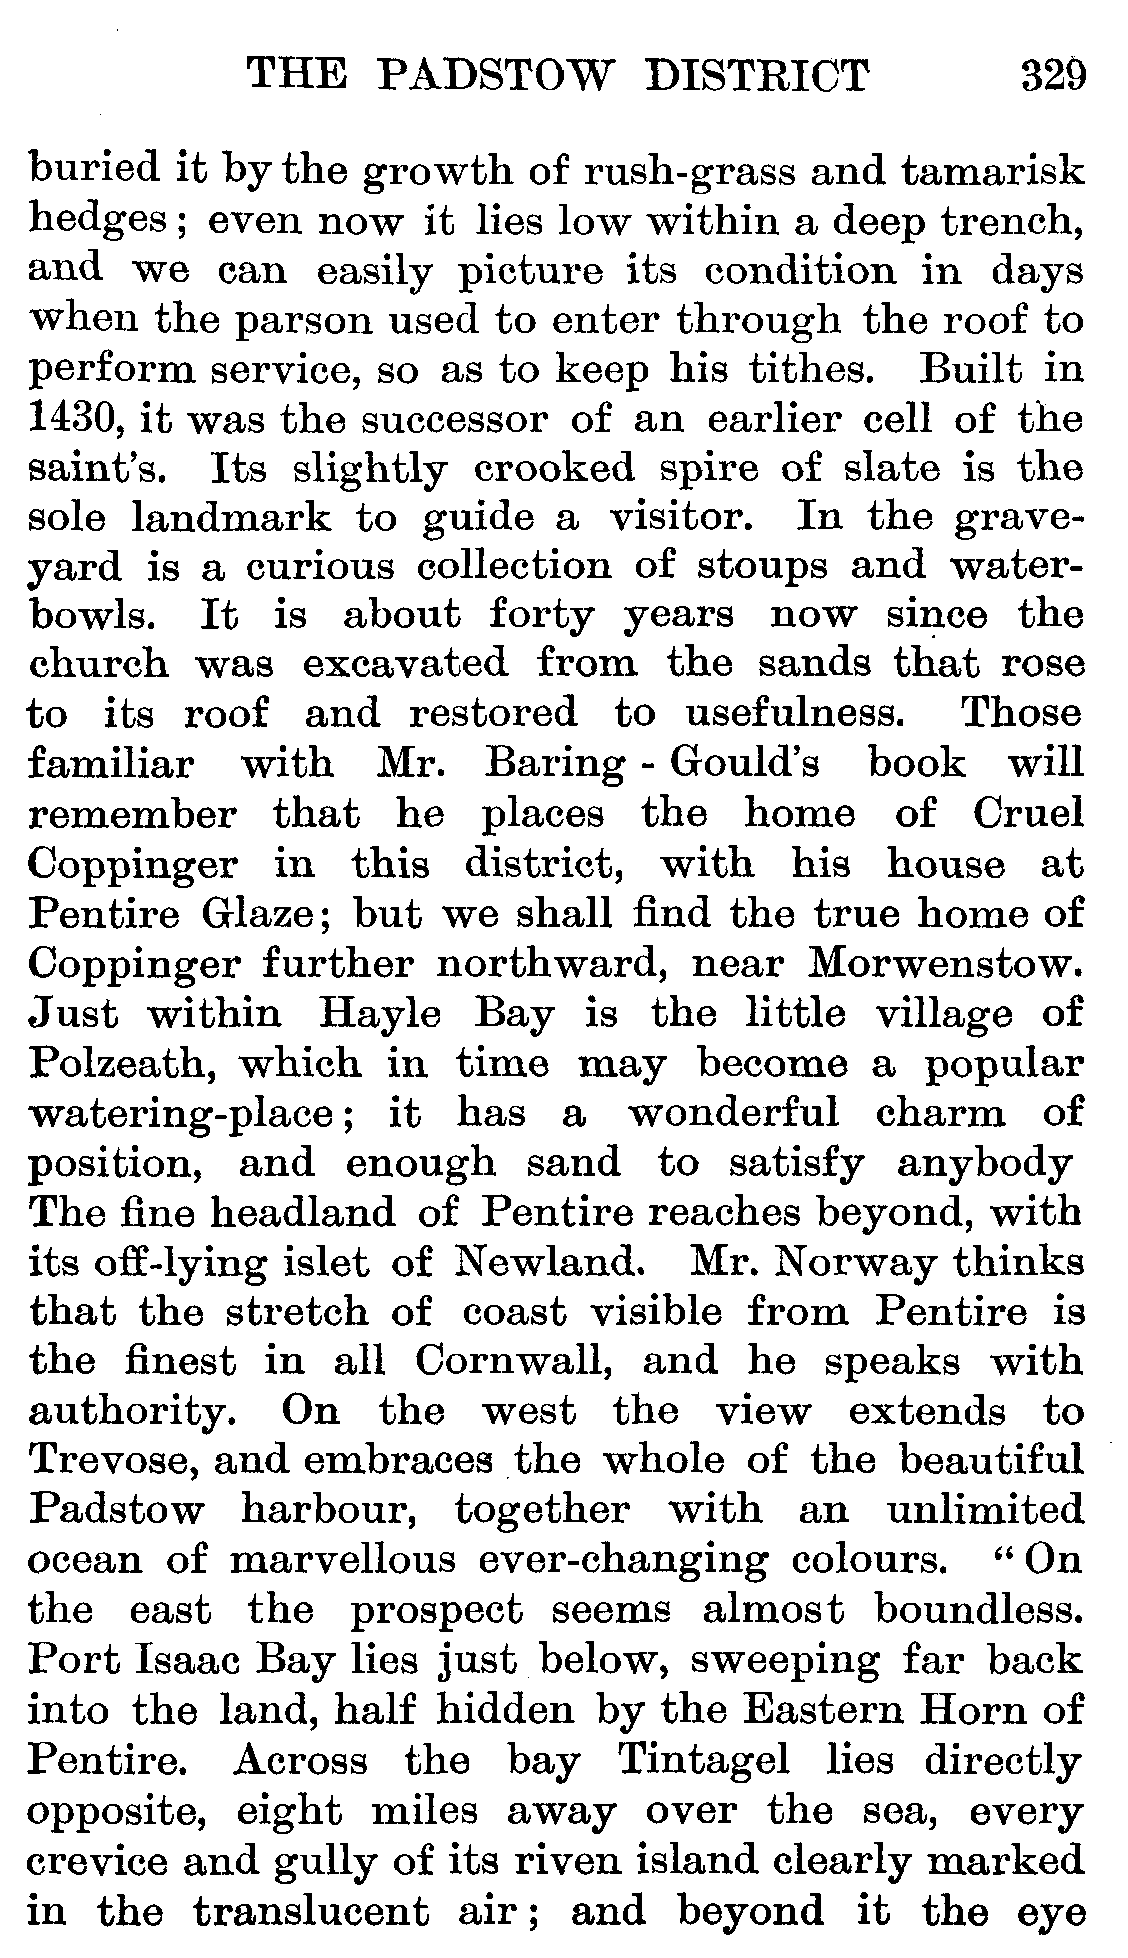 THE PADSTOW DISTRICT 329
buried it by the growth of rush-grass and tamarisk
hedges; even now it lies low within a deep trench,
and we can easily picture its condition in days
when the parson used to enter through the roof to
perform service, so as to keep his tithes. Built in
1430, it was the successor of an earlier cell of the
saint's. Its slightly crooked spire of slate is the
sole landmark to guide a visitor. In the grave-
yard is a curious collection of stoups and water-
bowls. It is about forty years now since the
church was excavated from the sands that rose
to its roof and restored to usefulness. Those
familiar with Mr. Baring-Gould's book will
remember that he places the home of Cruel
Coppinger in this district, with his house at
Pentire Glaze; but we shall find the true home of
Coppinger further northward, near Morwenstow.
Just within Hayle Bay is the little village of
Polzeath, which in time may become a popular
watering-place; it has a wonderful charm of
position, and enough sand to satisfy anybody
The fine headland of Pentire reaches beyond, with
its off-lying islet of Newland. Mr. Norway thinks
that the stretch of coast visible from Pentire is
the finest in all Cornwall, and he speaks with
authority. On the west the view extends to
Trevose, and embraces the whole of the beautiful
Padstow harbour, together with an unlimited
ocean of marvellous ever-changing colours. "On
the east the prospect seems almost boundless.
Port Isaac Bay lies just below, sweeping far back
into the land, half hidden by the Eastern Horn of
Pentire. Across the bay Tintagel lies directly
opposite, eight miles away over the sea, every
crevice and gully of its riven island clearly marked
in the translucent air; and beyond it the eye